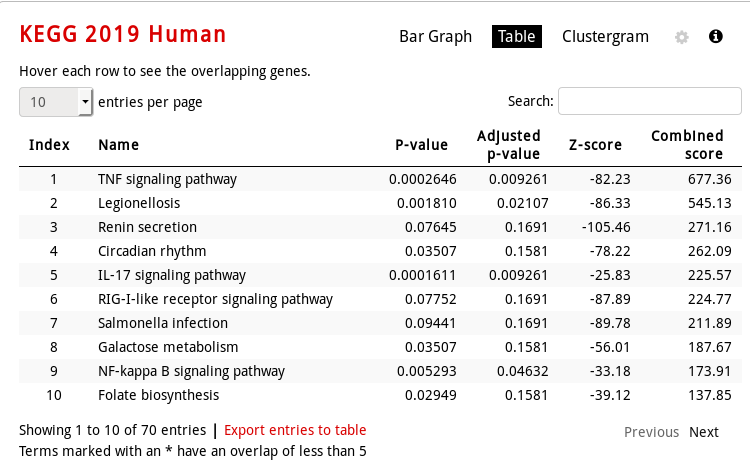 KEGG 2019 Human
Bar Graph Table Clustergram
Hover each row to see the overlapping genes.
10 entries per page Search:
Index Name P-value Adjusted p-value Z-score Combined score
1 TNF signaling pathway 0.0002646 0.009261 -82.23 677.36
2 Legionellosis 0.001810 0.02107 -86.33 545.13
3 Renin secretion 0.07645 0.1691 -105.46 271.16
4 Circadian rhythm 0.03507 0.1581 -78.22 262.09
5 IL-17 signaling pathway 0.0001611 0.009261 -25.83 225.57
6 RIG-I-like receptor signaling pathway 0.07752 0.1691 -87.89 224.77
7 Salmonella infection 0.09441 0.1691 -89.78 211.89
8 Galactose metabolism 0.03507 0.1581 -56.01 187.67
9 NF-kappa B signaling pathway 0.005293 0.04632 -33.18 173.91
10 Folate biosynthesis 0.02949 0.1581 -39.12 137.85
Showing 1 to 10 of 70 entries | Export entries to table Previous Next
Terms marked with an * have an overlap of less than 5